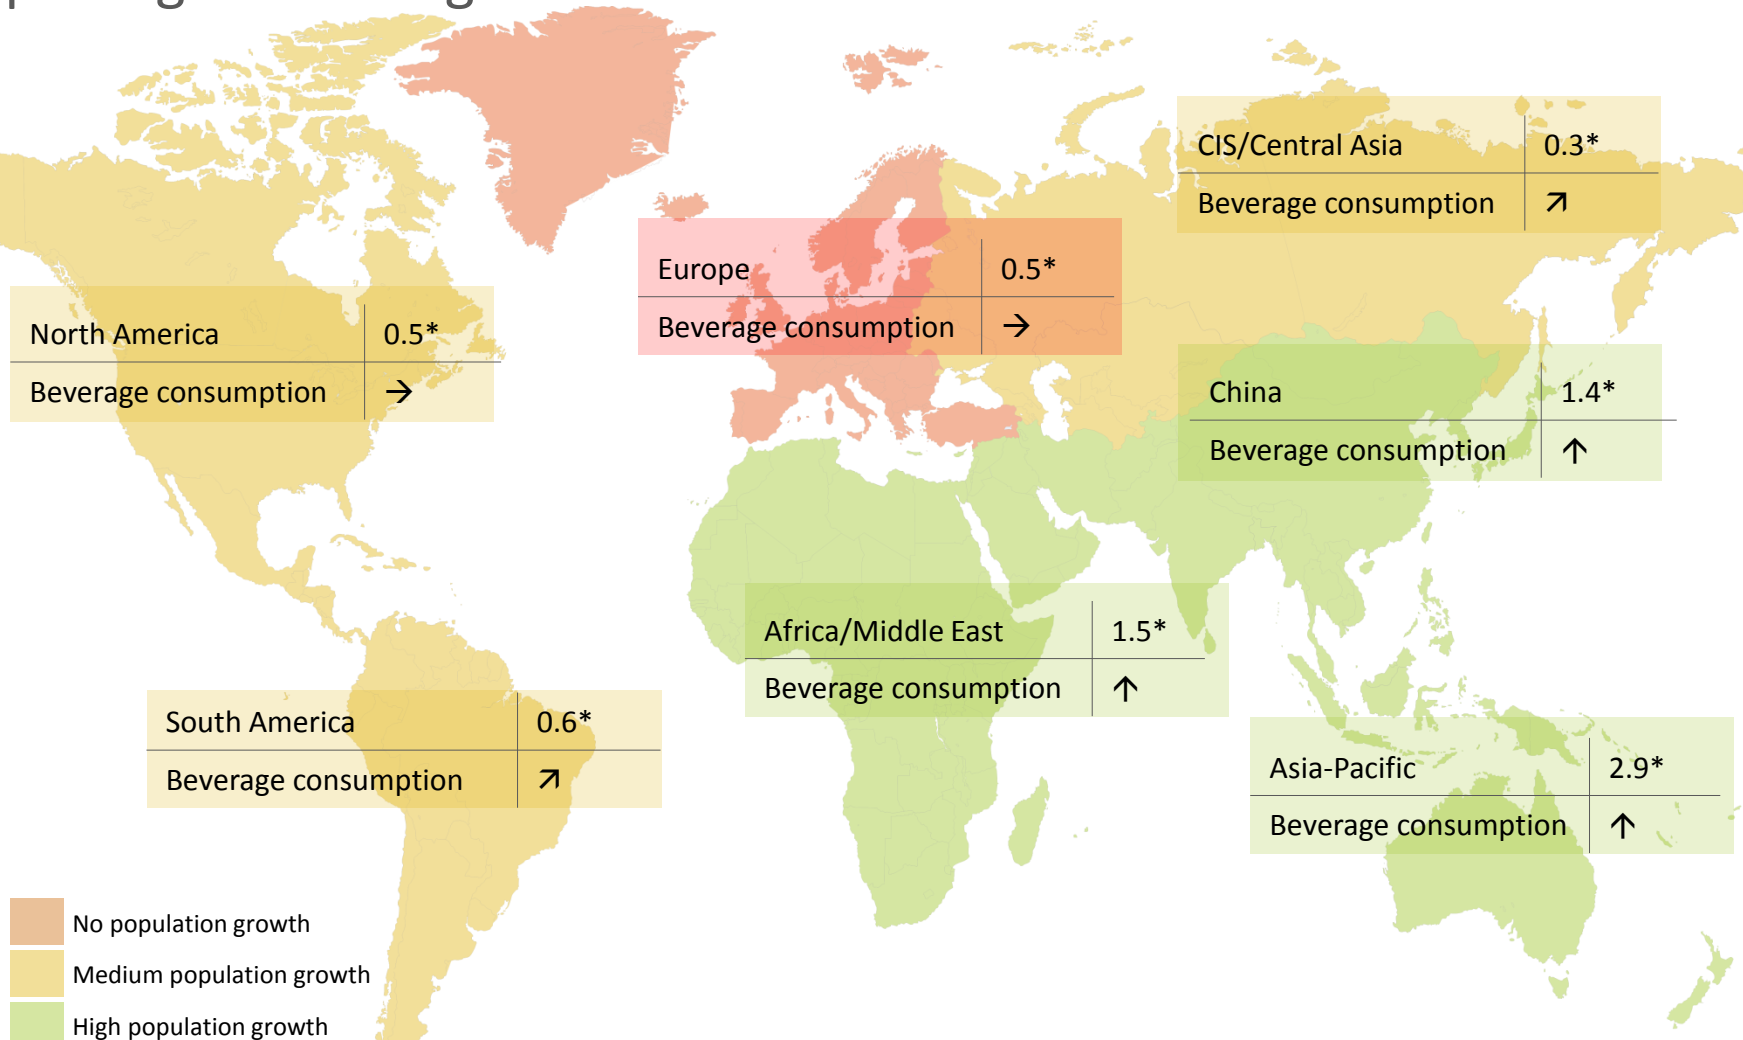 CIS/Central Asia 0.3*
Beverage consumption ↗
Europe 0.5*
Beverage consumption →
North America 0.5*
Beverage consumption →
China 1.4*
Beverage consumption ↑
Africa/Middle East 1.5*
Beverage consumption ↑
South America 0.6*
Beverage consumption ↗
Asia-Pacific 2.9*
Beverage consumption ↑
No population growth
Medium population growth
High population growth